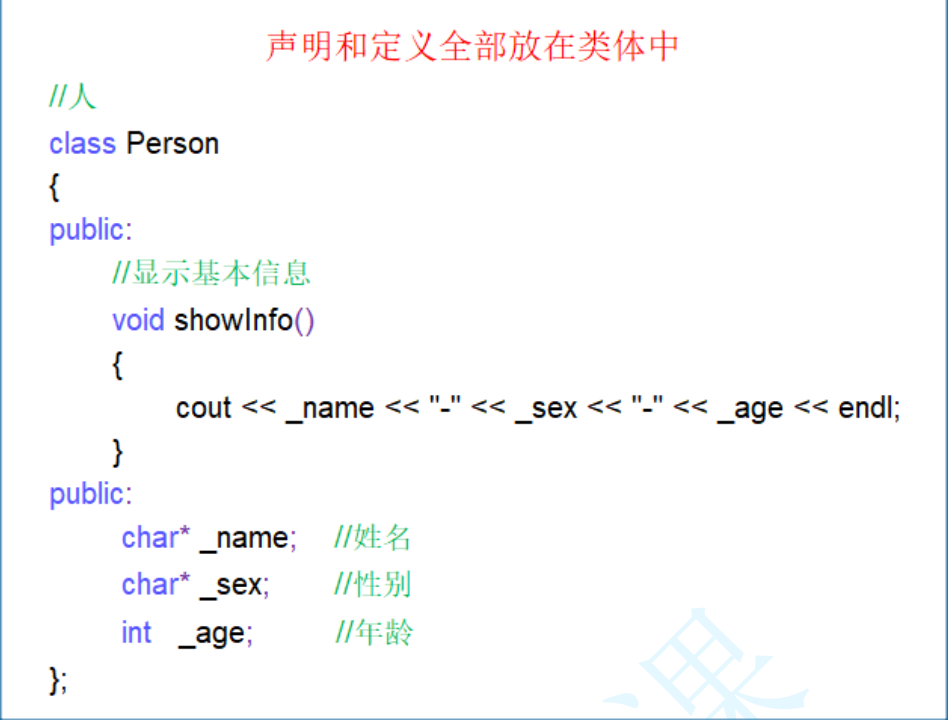 声明和定义全部放在类体中
//人
class Person
{
public:
//显示基本信息
void showInfo()
{
cout << _name << "-" << _sex << "-" << _age << endl;
}
public:
char* _name; //姓名
char* _sex; //性别
int _age; //年龄
};
课